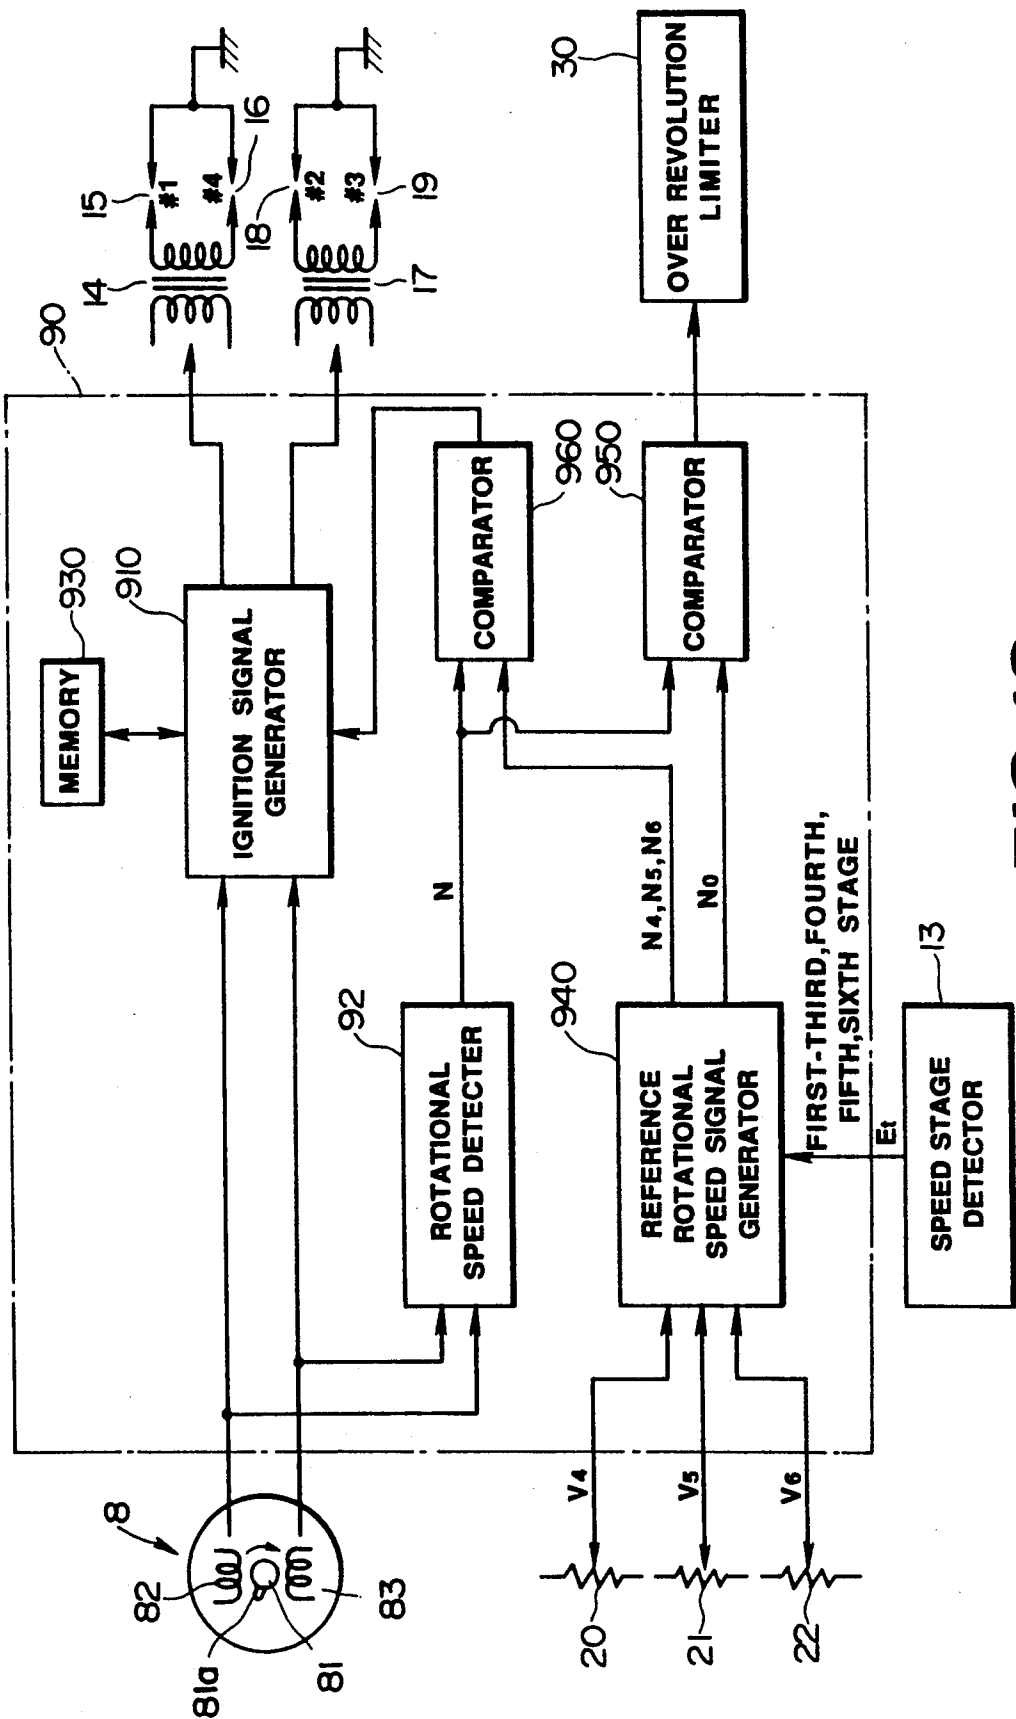 90
14
15
#1
#4
16
18
#2
#3
19
17
30
OVER REVOLUTION
LIMITER
930
MEMORY
910
IGNITION SIGNAL
GENERATOR
960
COMPARATOR
950
COMPARATOR
N
N4,N5,N6
N0
92
ROTATIONAL
SPEED DETECTER
940
REFERENCE
ROTATIONAL
SPEED SIGNAL
GENERATOR
FIRST-THIRD,FOURTH,
FIFTH,SIXTH STAGE
Et
13
SPEED STAGE
DETECTOR
8
82
81a
81
83
V4
V5
V6
20
21
22